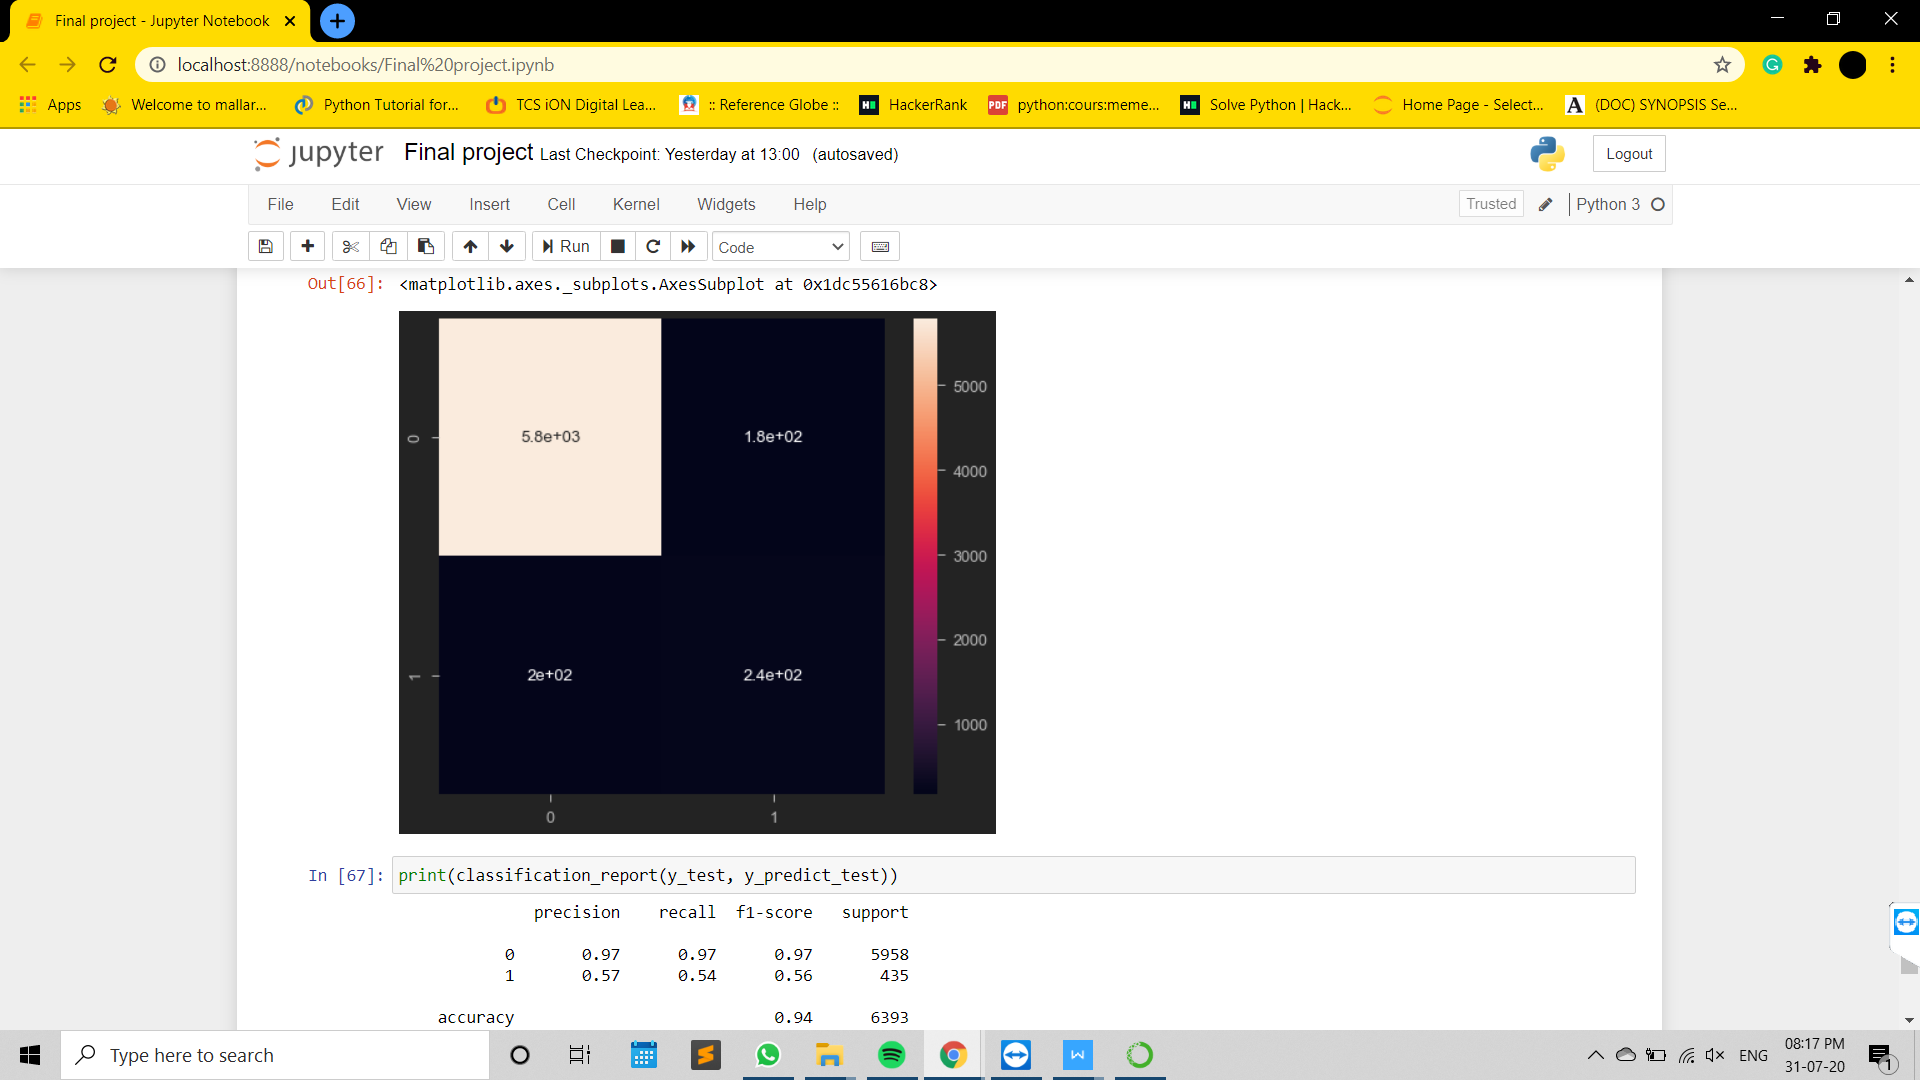 Final project - Jupyter Notebook
localhost:8888/notebooks/Final%20project.ipynb
Apps Welcome to mallar... Python Tutorial for... TCS iON Digital Lea... :: Reference Globe :: HackerRank PDF python:cours:meme... Solve Python | Hack... Home Page - Select... A (DOC) SYNOPSIS Se...
jupyter Final project Last Checkpoint: Yesterday at 13:00 (autosaved) Logout
File Edit View Insert Cell Kernel Widgets Help Trusted Python 3
Run Code
Out[66]: <matplotlib.axes._subplots.AxesSubplot at 0x1dc55616bc8>
5000
0 5.8e+03 1.8e+02
4000
3000
2000
1 2e+02 2.4e+02
1000
0 1
In [67]: print(classification_report(y_test, y_predict_test))
precision recall f1-score support
0 0.97 0.97 0.97 5958
1 0.57 0.54 0.56 435
accuracy 0.94 6393
Type here to search
ENG
08:17 PM
31-07-20
1